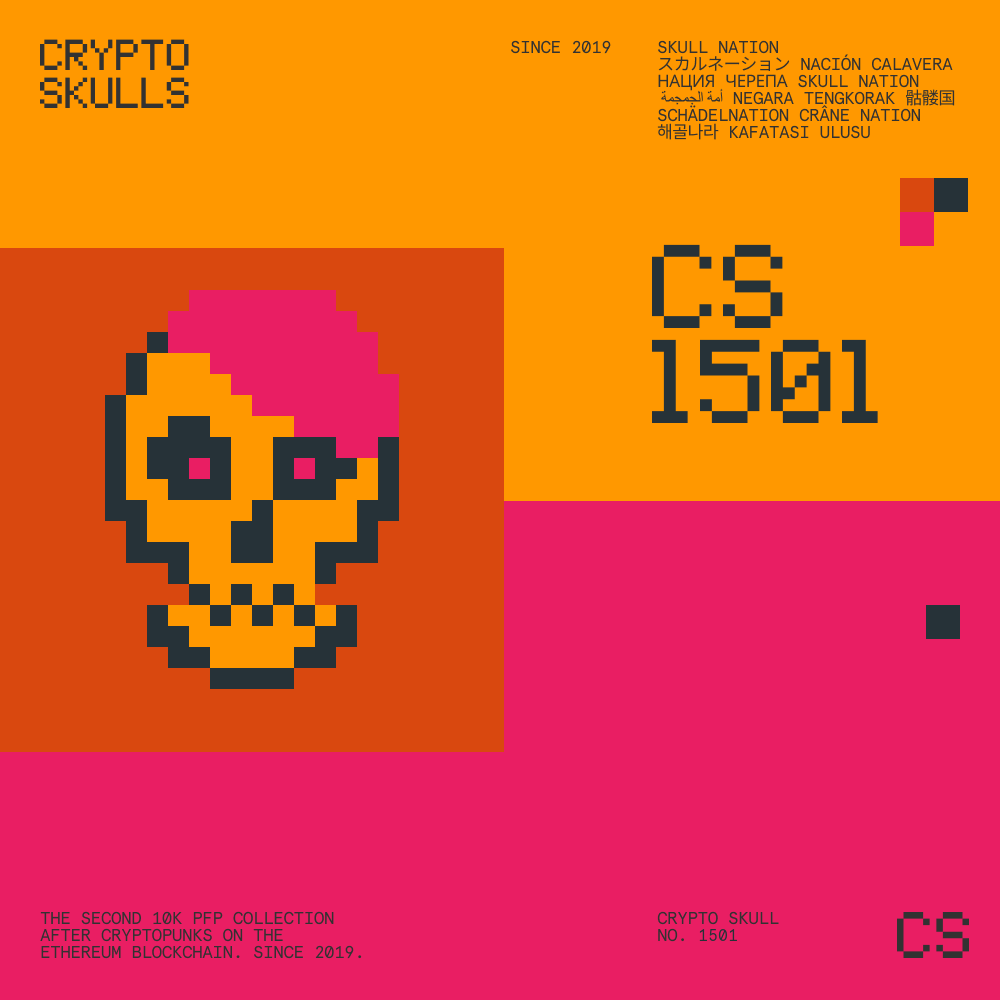 CRYPTO
SKULLS
SINCE 2019
SKULL NATION
スカルネーション NACIÓN CALAVERA
НАЦИЯ ЧЕРЕПА SKULL NATION
أمة الجمجمة NEGARA TENGKORAK 骷髅国
SCHÄDELNATION CRÂNE NATION
해골나라 KAFATASI ULUSU
CS
1501
THE SECOND 10K PFP COLLECTION
AFTER CRYPTOPUNKS ON THE
ETHEREUM BLOCKCHAIN. SINCE 2019.
CRYPTO SKULL
NO. 1501
CS